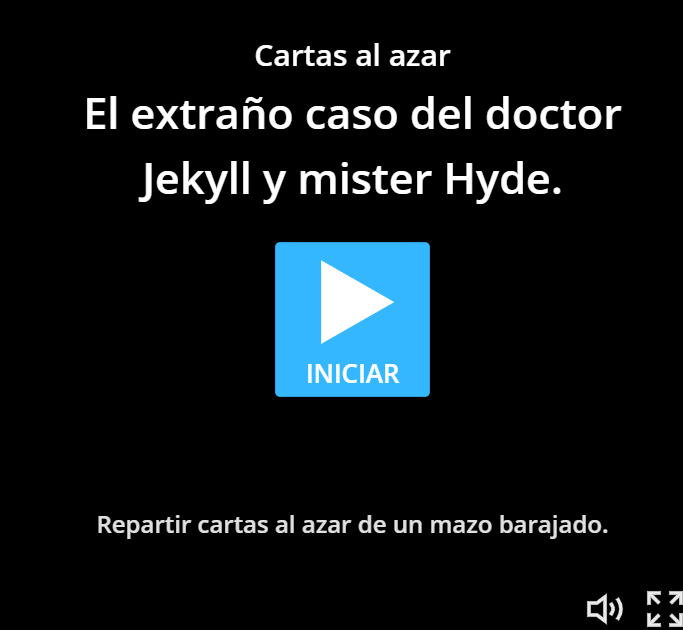 Cartas al azar
El extraño caso del doctor
Jekyll y mister Hyde.
INICIAR
Repartir cartas al azar de un mazo barajado.